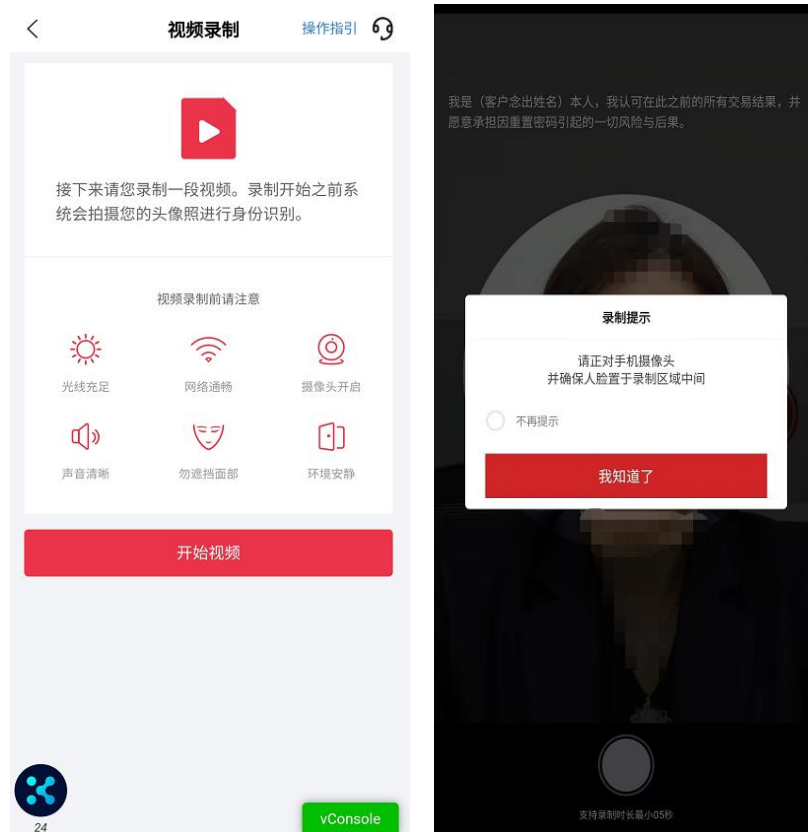 视频录制
操作指引
接下来请您录制一段视频。录制开始之前系
统会拍摄您的头像照进行身份识别。
视频录制前请注意
光线充足
网络通畅
摄像头开启
声音清晰
勿遮挡面部
环境安静
开始视频
24
vConsole
我是（客户念出姓名）本人，我认可在此之前的所有交易结果，并
愿意承担因重置密码引起的一切风险与后果。
录制提示
请正对手机摄像头
并确保人脸置于录制区域中间
不再提示
我知道了
支持录制时长最小05秒